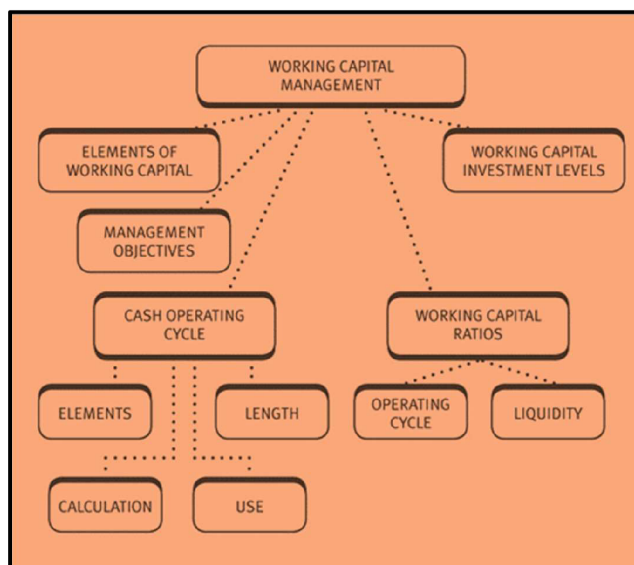 WORKING CAPITAL
MANAGEMENT
ELEMENTS OF
WORKING CAPITAL
WORKING CAPITAL
INVESTMENT LEVELS
MANAGEMENT
OBJECTIVES
CASH OPERATING
CYCLE
WORKING CAPITAL
RATIOS
ELEMENTS
LENGTH
OPERATING
CYCLE
LIQUIDITY
CALCULATION
USE